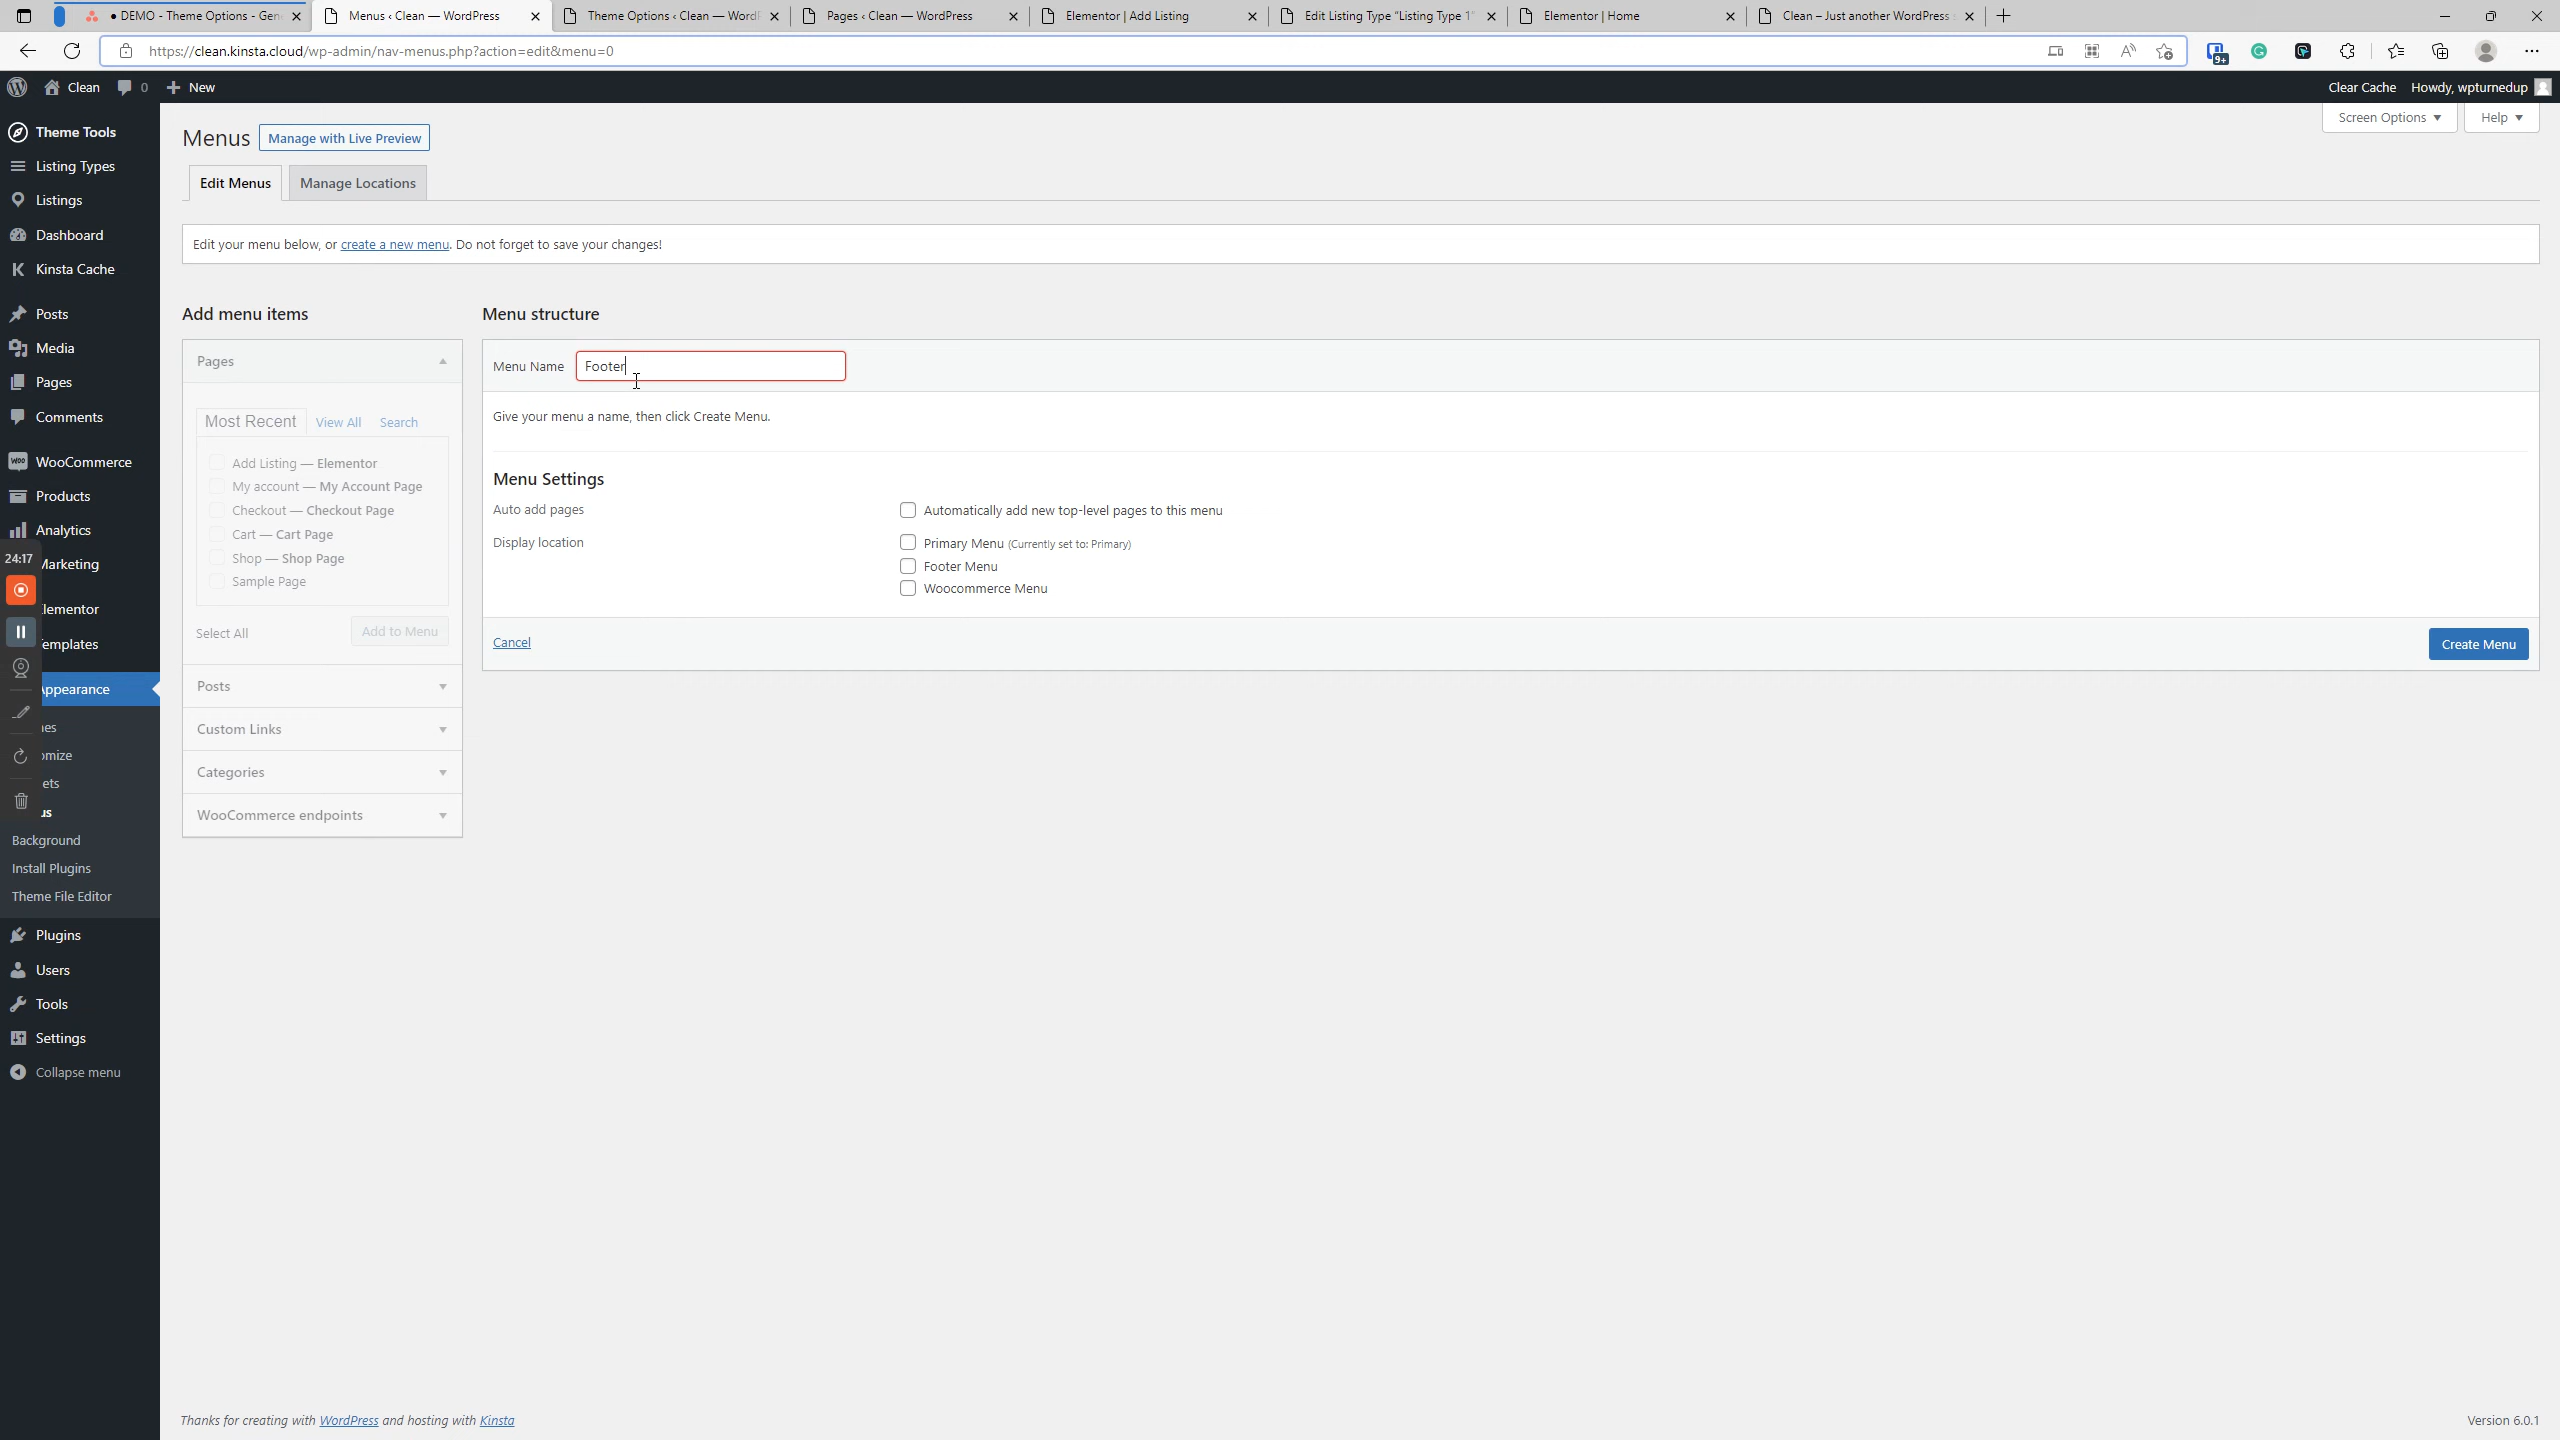 DEMO - Theme Options - Gen
Menus ‹ Clean — WordPress
Theme Options ‹ Clean — WordP
Pages ‹ Clean — WordPress
Elementor | Add Listing
Edit Listing Type "Listing Type 1"
Elementor | Home
Clean – Just another WordPress
https://clean.kinsta.cloud/wp-admin/nav-menus.php?action=edit&menu=0
9+
Clean
0
New
Clear Cache
Howdy, wpturnedup
Theme Tools
Listing Types
Listings
Dashboard
Kinsta Cache
Posts
Media
Pages
Comments
WooCommerce
Products
Analytics
24:17
Marketing
lementor
emplates
Appearance
es
omize
ets
us
Background
Install Plugins
Theme File Editor
Plugins
Users
Tools
Settings
Collapse menu
Screen Options
Help
Menus
Manage with Live Preview
Edit Menus
Manage Locations
Edit your menu below, or create a new menu. Do not forget to save your changes!
Add menu items
Pages
Most Recent
View All
Search
Add Listing — Elementor
My account — My Account Page
Checkout — Checkout Page
Cart — Cart Page
Shop — Shop Page
Sample Page
Select All
Add to Menu
Posts
Custom Links
Categories
WooCommerce endpoints
Menu structure
Menu Name
Footer
Give your menu a name, then click Create Menu.
Menu Settings
Auto add pages
Automatically add new top-level pages to this menu
Display location
Primary Menu (Currently set to: Primary)
Footer Menu
Woocommerce Menu
Cancel
Create Menu
Thanks for creating with WordPress and hosting with Kinsta
Version 6.0.1